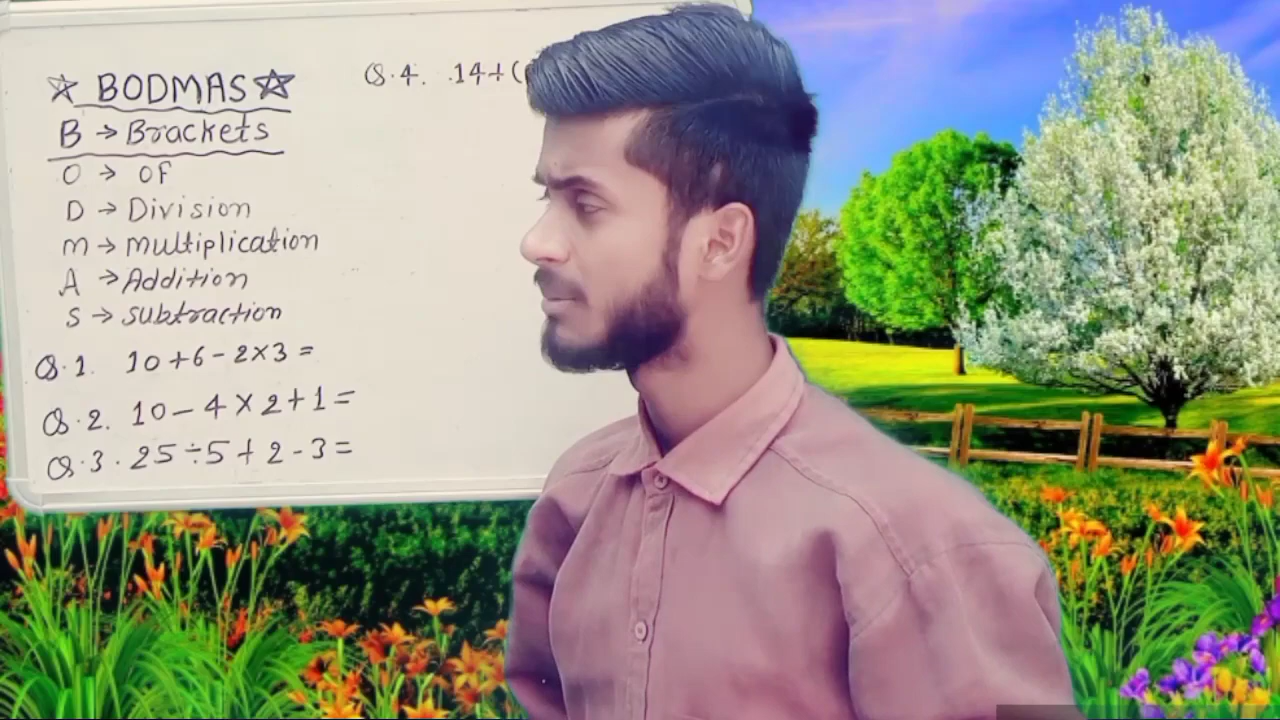 ☆ BODMAS ☆
B → Brackets
O → Of
D → Division
M → multiplication
A → Addition
S → subtraction
Q.1. 10+6-2×3=
Q.2. 10-4×2+1=
Q.3. 25÷5+2-3=
Q.4. 14+(